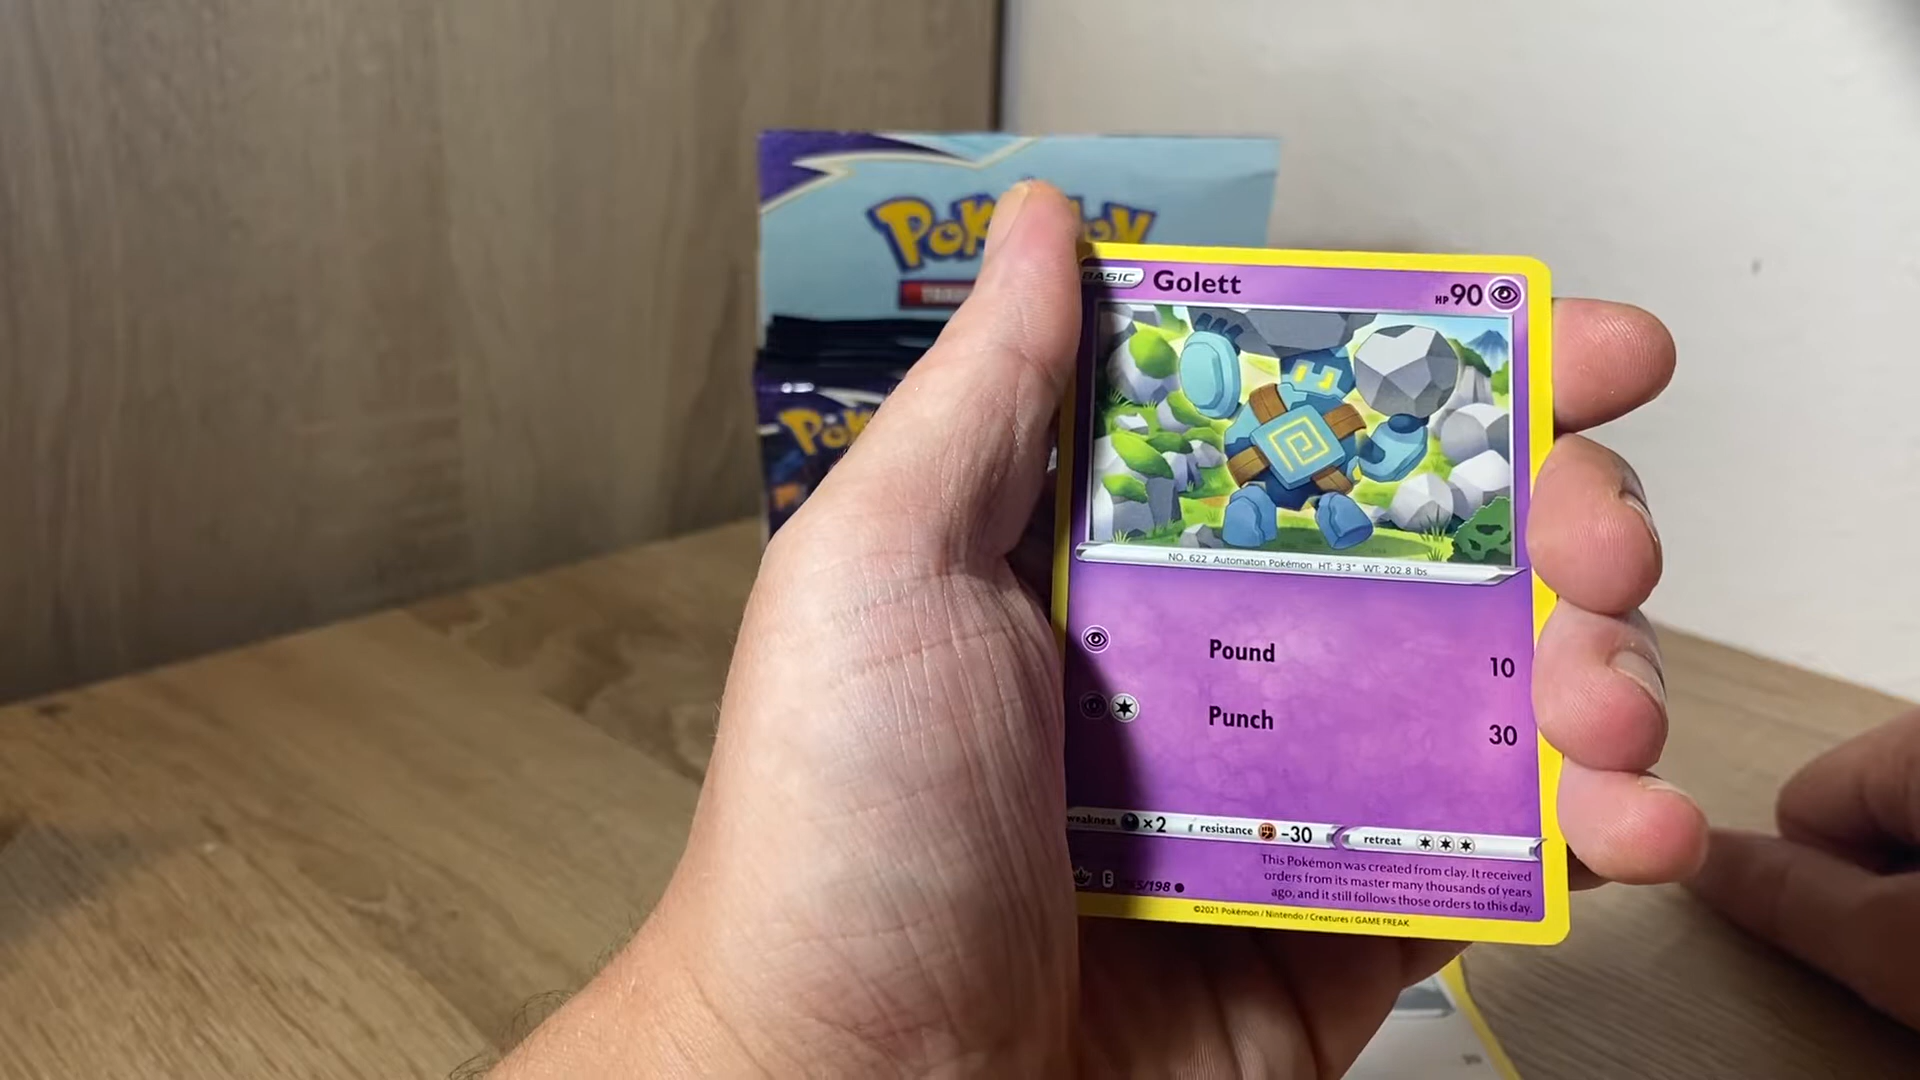 POKÉMON
POK
BASIC Golett HP 90
NO. 622 Automaton Pokémon HT: 3'3" WT: 202.8 lbs
Pound 10
Punch 30
weakness ×2 resistance -30 retreat
This Pokémon was created from clay. It received
orders from its master many thousands of years
ago, and it still follows those orders to this day.
E 65/198
©2021 Pokémon / Nintendo / Creatures / GAME FREAK